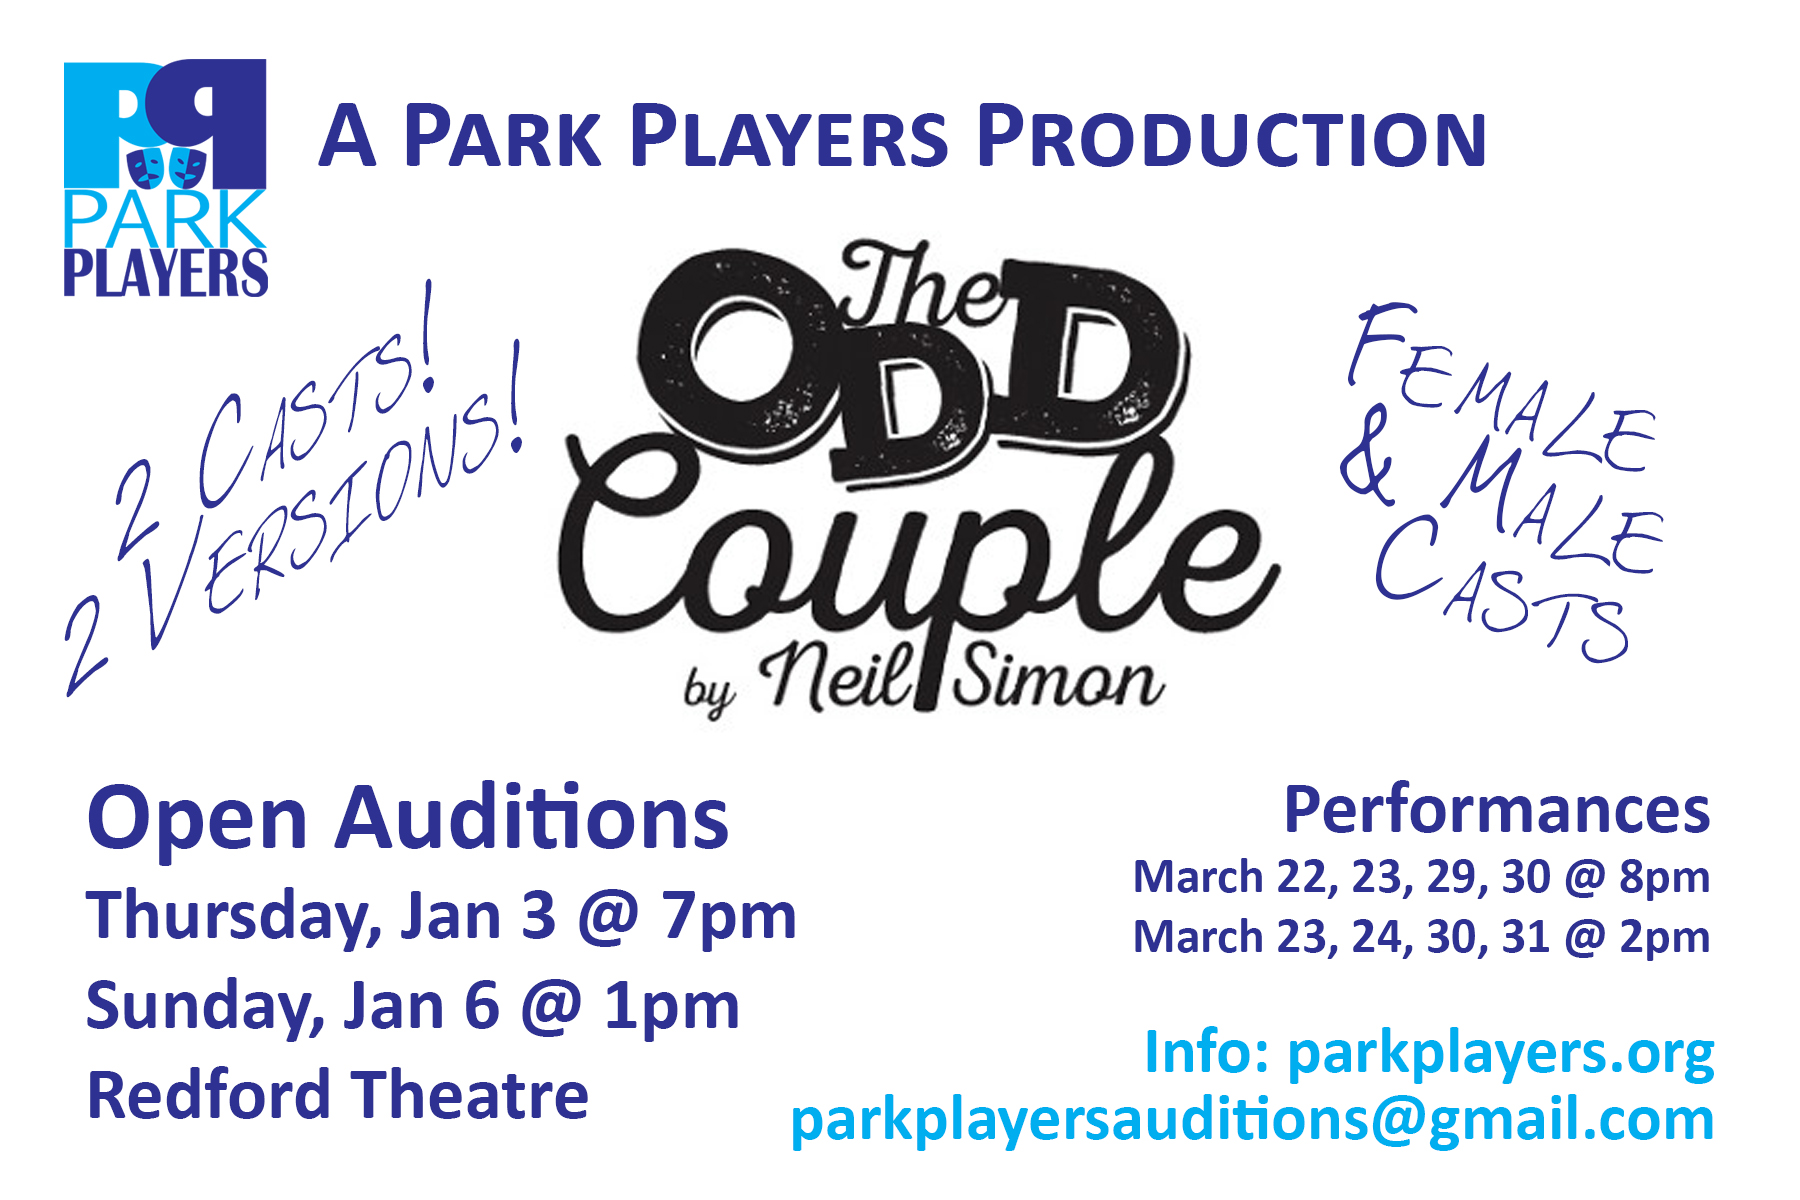 PP
PARK
PLAYERS
A Park Players Production
2 Casts!
2 Versions!
The
ODD
Couple
by Neil Simon
Female
& Male
Casts
Open Auditions
Thursday, Jan 3 @ 7pm
Sunday, Jan 6 @ 1pm
Redford Theatre
Performances
March 22, 23, 29, 30 @ 8pm
March 23, 24, 30, 31 @ 2pm
Info: parkplayers.org
parkplayersauditions@gmail.com